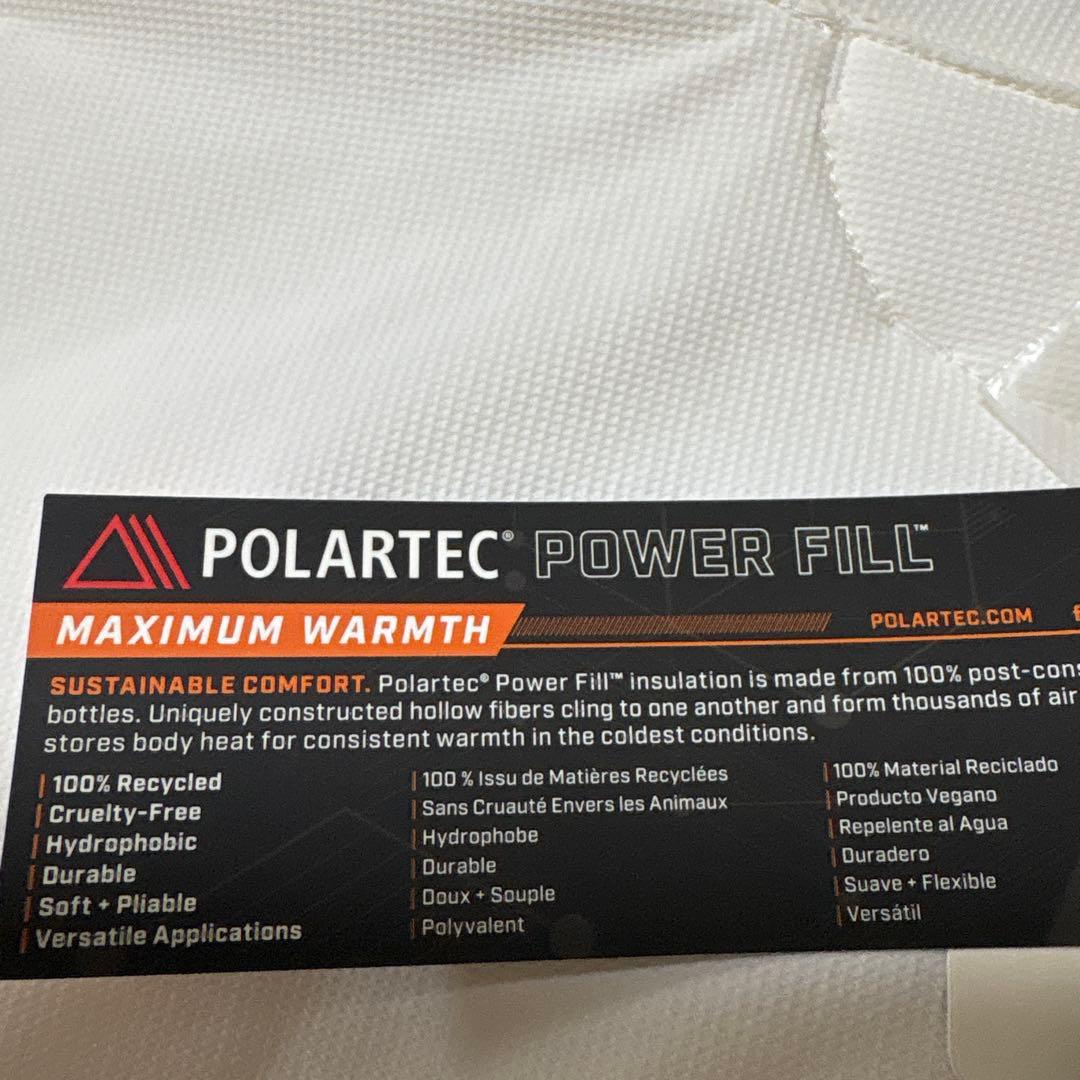 POLARTEC® POWER FILL™
MAXIMUM WARMTH
POLARTEC.COM
SUSTAINABLE COMFORT. Polartec® Power Fill™ insulation is made from 100%
bottles. Uniquely constructed hollow fibers cling to one another and form thousands of air
stores body heat for consistent warmth in the coldest conditions.
100% Recycled
Cruelty-Free
Hydrophobic
Durable
Soft + Pliable
Versatile Applications
100 % Issu de Matières Recyclées
Sans Cruauté Envers les Animaux
Hydrophobe
Durable
Doux + Souple
Polyvalent
100% Material Reciclado
Producto Vegano
Repelente al Agua
Duradero
Suave + Flexible
Versátil